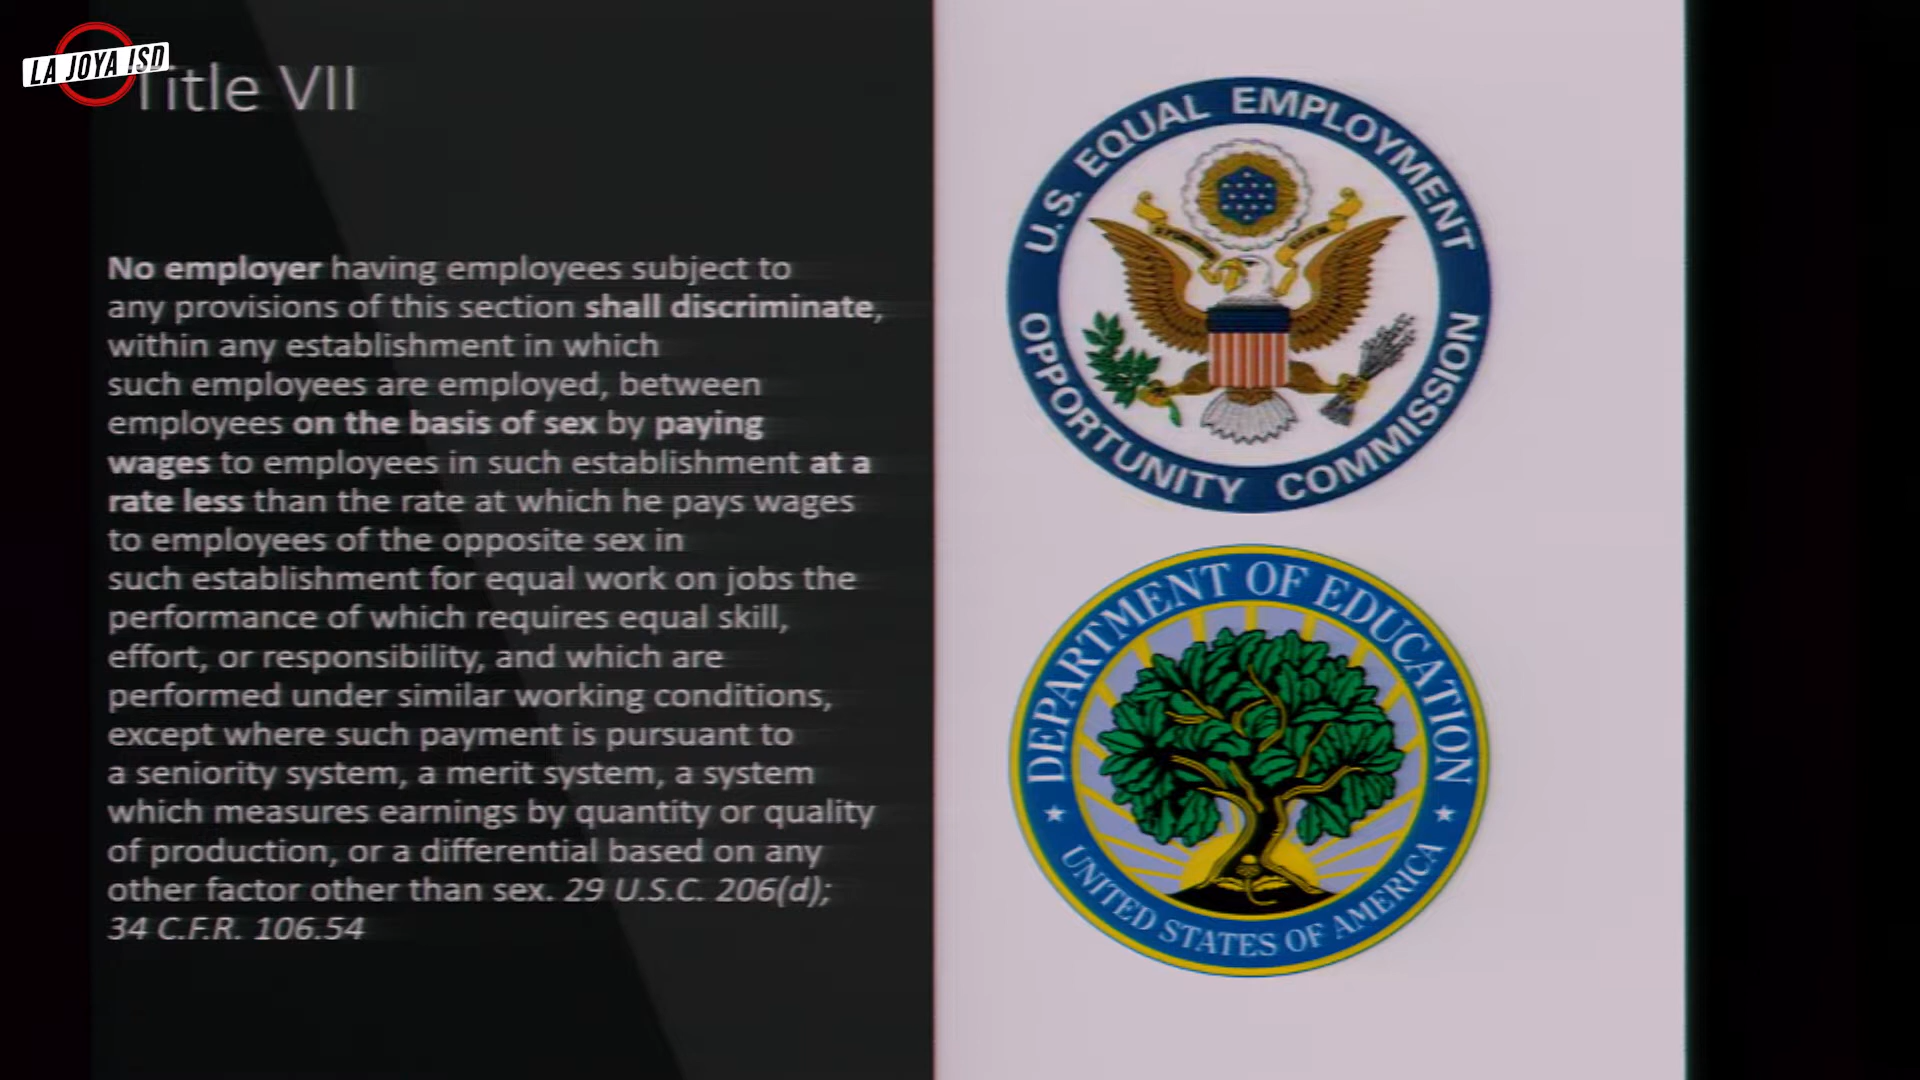 LA JOYA ISD
Title VII
No employer having employees subject to
any provisions of this section shall discriminate,
within any establishment in which
such employees are employed, between
employees on the basis of sex by paying
wages to employees in such establishment at a
rate less than the rate at which he pays wages
to employees of the opposite sex in
such establishment for equal work on jobs the
performance of which requires equal skill,
effort, or responsibility, and which are
performed under similar working conditions,
except where such payment is pursuant to
a seniority system, a merit system, a system
which measures earnings by quantity or quality
of production, or a differential based on any
other factor other than sex. 29 U.S.C. 206(d);
34 C.F.R. 106.54
U.S. EQUAL EMPLOYMENT
OPPORTUNITY COMMISSION
DEPARTMENT OF EDUCATION
UNITED STATES OF AMERICA